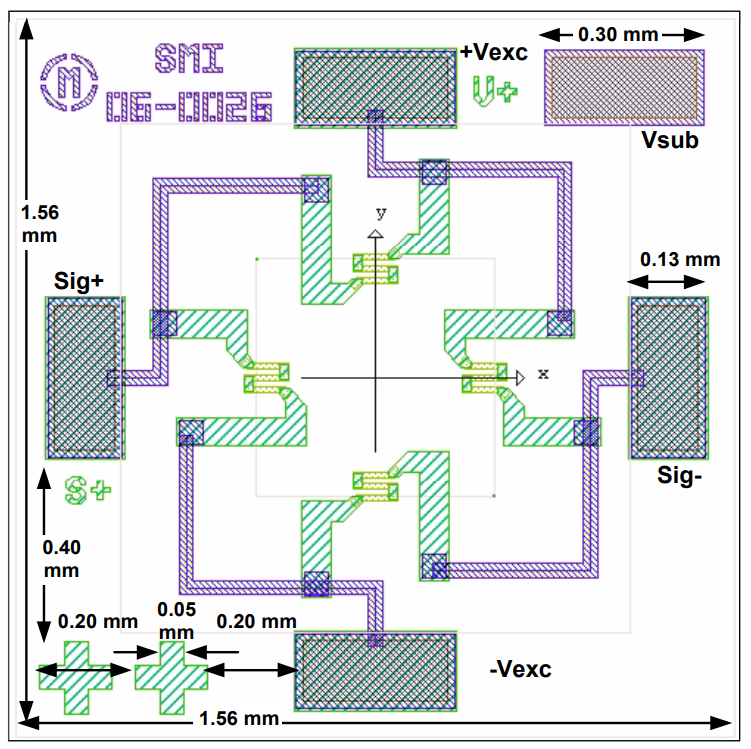 0.30 mm
+Vexc
M
SMI
06-0026
V+
Vsub
1.56
mm
y
0.13 mm
Sig+
x
Sig-
S+
0.40
mm
0.20 mm
0.05
mm
0.20 mm
-Vexc
1.56 mm